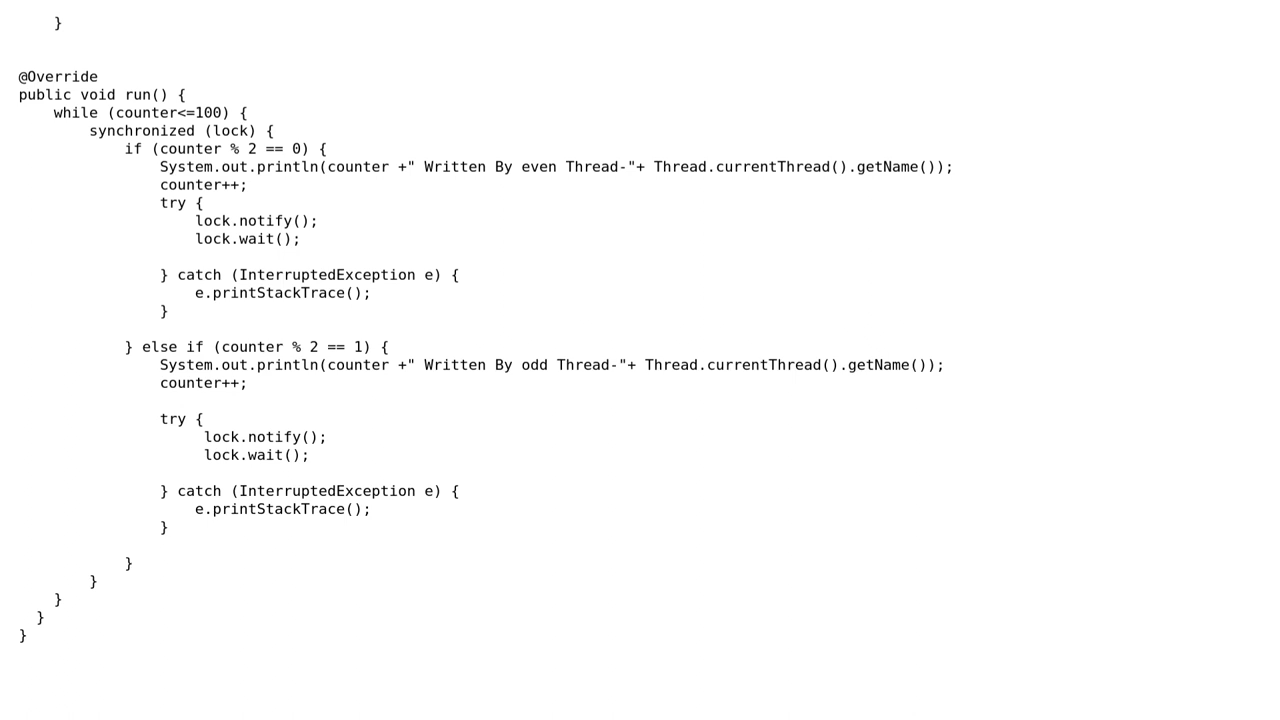 }
@Override
public void run() {
    while (counter<=100) {
        synchronized (lock) {
            if (counter % 2 == 0) {
                System.out.println(counter +" Written By even Thread-"+ Thread.currentThread().getName());
                counter++;
                try {
                    lock.notify();
                    lock.wait();
                } catch (InterruptedException e) {
                    e.printStackTrace();
                }
            } else if (counter % 2 == 1) {
                System.out.println(counter +" Written By odd Thread-"+ Thread.currentThread().getName());
                counter++;
                try {
                     lock.notify();
                     lock.wait();
                } catch (InterruptedException e) {
                    e.printStackTrace();
                }
            }
        }
    }
  }
}